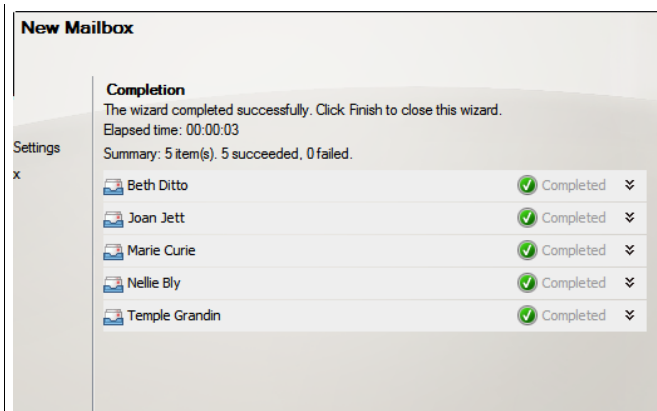 New Mailbox
Completion
The wizard completed successfully. Click Finish to close this wizard.
Elapsed time: 00:00:03
Settings
Summary: 5 item(s). 5 succeeded, 0 failed.
x
Beth Ditto Completed
Joan Jett Completed
Marie Curie Completed
Nellie Bly Completed
Temple Grandin Completed